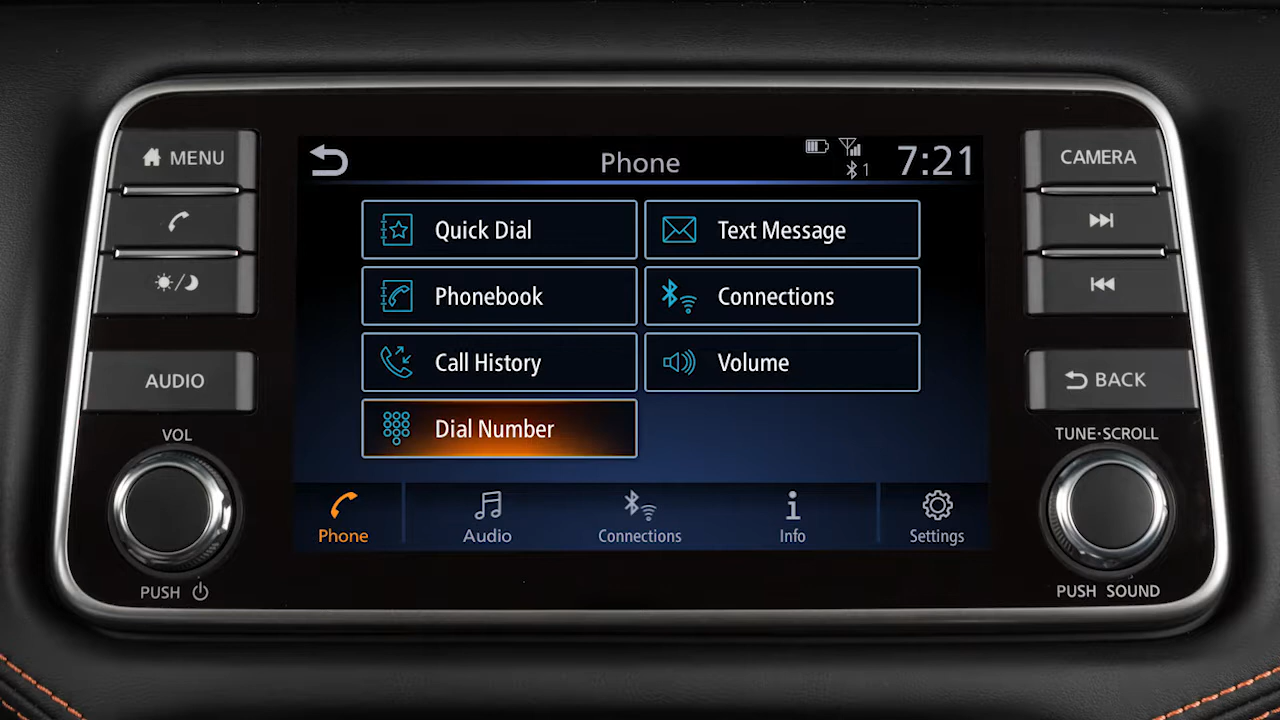 MENU
CAMERA
Phone
1
7:21
Quick Dial
Text Message
Phonebook
Connections
Call History
Volume
Dial Number
AUDIO
BACK
VOL
TUNE·SCROLL
Phone
Audio
Connections
Info
Settings
PUSH
PUSH SOUND